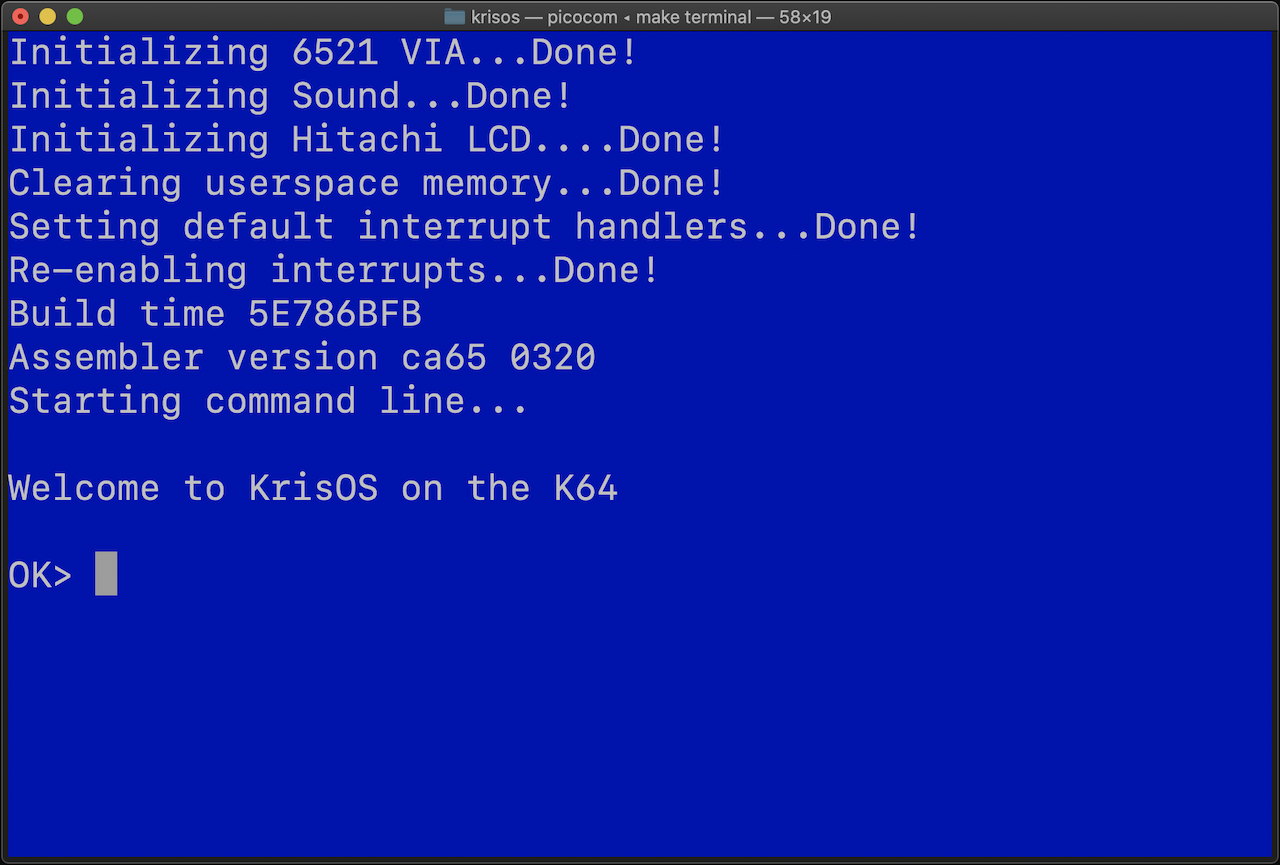 krisos — picocom ◂ make terminal — 58×19
Initializing 6521 VIA...Done!
Initializing Sound...Done!
Initializing Hitachi LCD....Done!
Clearing userspace memory...Done!
Setting default interrupt handlers...Done!
Re-enabling interrupts...Done!
Build time 5E786BFB
Assembler version ca65 0320
Starting command line...
Welcome to KrisOS on the K64
OK>